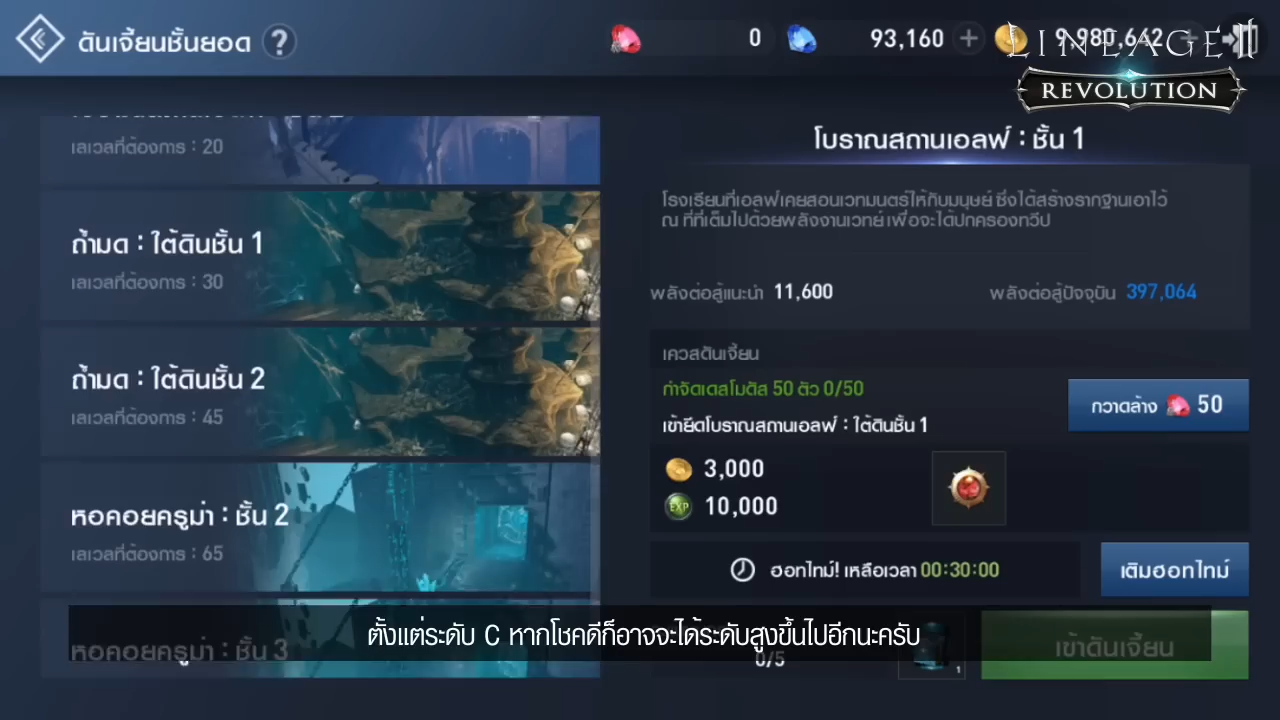 ดันเจี้ยนชั้นยอด ?
0
93,160
9,980,642
LINEAGE II
REVOLUTION
เลเวลที่ต้องการ : 20
ถ้ำมด : ใต้ดินชั้น 1
เลเวลที่ต้องการ : 30
ถ้ำมด : ใต้ดินชั้น 2
เลเวลที่ต้องการ : 45
หอคอยครูม่า : ชั้น 2
เลเวลที่ต้องการ : 65
หอคอยครูม่า : ชั้น 3
โบราณสถานเอลฟ์ : ชั้น 1
โรงเรียนที่เอลฟ์เคยสอนเวทมนตร์ให้กับมนุษย์ ซึ่งได้สร้างรากฐานเอาไว้
ณ ที่ที่เต็มไปด้วยพลังงานเวทย์ เพื่อจะได้ปกครองทวีป
พลังต่อสู้แนะนำ 11,600
พลังต่อสู้ปัจจุบัน 397,064
เควสดันเจี้ยน
กำจัดเดสโมดัส 50 ตัว 0/50
เข้ายึดโบราณสถานเอลฟ์ : ใต้ดินชั้น 1
กวาดล้าง 50
3,000
EXP 10,000
ฮอทไทม์! เหลือเวลา 00:30:00
เติมฮอทไทม์
0/5
1
เข้าดันเจี้ยน
ตั้งแต่ระดับ C หากโชคดีก็อาจจะได้ระดับสูงขึ้นไปอีกนะครับ